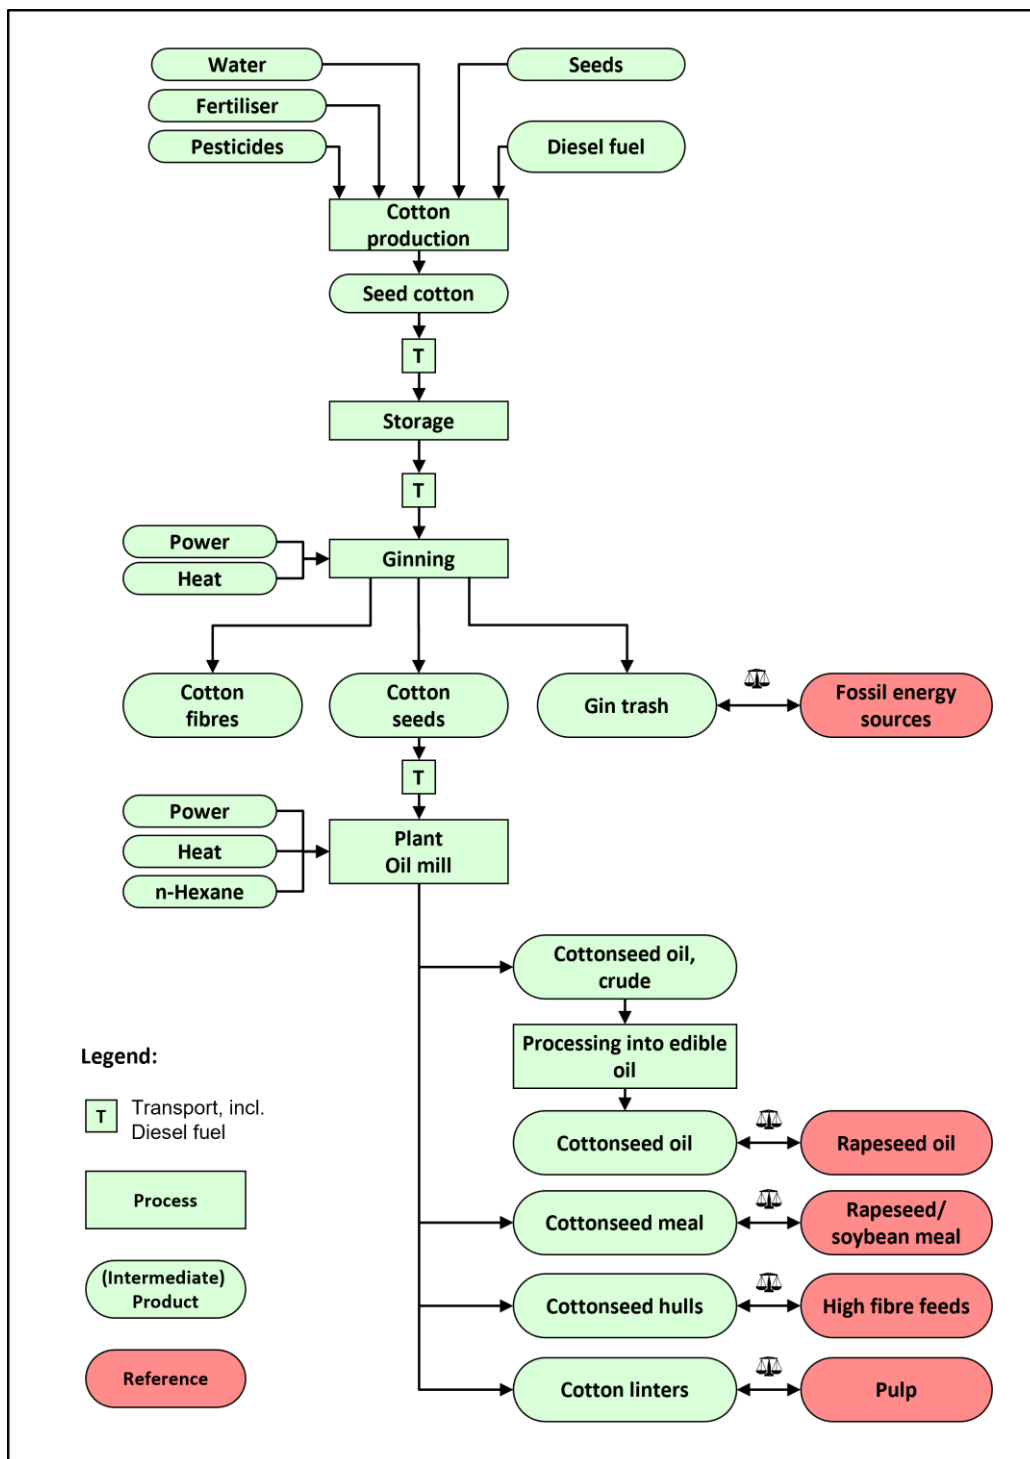 Water
Seeds
Fertiliser
Pesticides
Diesel fuel
Cotton
production
Seed cotton
T
Storage
T
Power
Heat
Ginning
Cotton
fibres
Cotton
seeds
Gin trash
Fossil energy
sources
T
Power
Heat
n-Hexane
Plant
Oil mill
Cottonseed oil,
crude
Processing into edible
oil
Cottonseed oil
Rapeseed oil
Cottonseed meal
Rapeseed/
soybean meal
Cottonseed hulls
High fibre feeds
Cotton linters
Pulp
Legend:
T
Transport, incl.
Diesel fuel
Process
(Intermediate)
Product
Reference